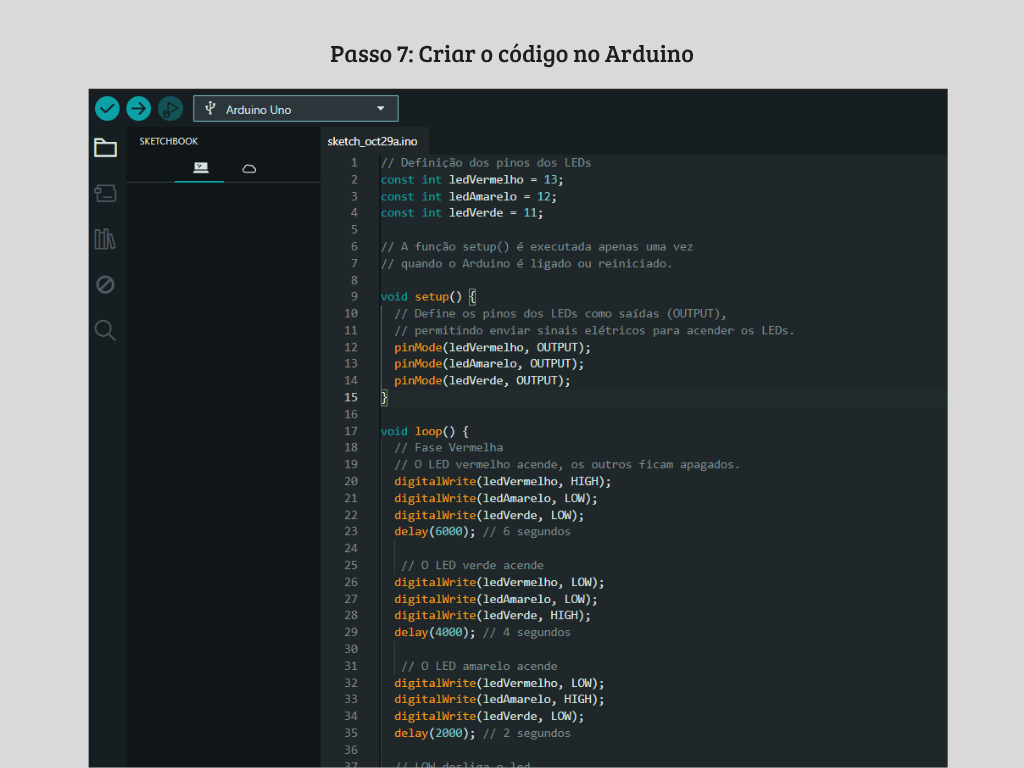 Passo 7: Criar o código no Arduino
Arduino Uno
SKETCHBOOK
sketch_oct29a.ino
1 // Definição dos pinos dos LEDs
2 const int ledVermelho = 13;
3 const int ledAmarelo = 12;
4 const int ledVerde = 11;
5
6 // A função setup() é executada apenas uma vez
7 // quando o Arduino é ligado ou reiniciado.
8
9 void setup() {
10 // Define os pinos dos LEDs como saídas (OUTPUT),
11 // permitindo enviar sinais elétricos para acender os LEDs.
12 pinMode(ledVermelho, OUTPUT);
13 pinMode(ledAmarelo, OUTPUT);
14 pinMode(ledVerde, OUTPUT);
15 }
16
17 void loop() {
18 // Fase Vermelha
19 // O LED vermelho acende, os outros ficam apagados.
20 digitalWrite(ledVermelho, HIGH);
21 digitalWrite(ledAmarelo, LOW);
22 digitalWrite(ledVerde, LOW);
23 delay(6000); // 6 segundos
24
25 // O LED verde acende
26 digitalWrite(ledVermelho, LOW);
27 digitalWrite(ledAmarelo, LOW);
28 digitalWrite(ledVerde, HIGH);
29 delay(4000); // 4 segundos
30
31 // O LED amarelo acende
32 digitalWrite(ledVermelho, LOW);
33 digitalWrite(ledAmarelo, HIGH);
34 digitalWrite(ledVerde, LOW);
35 delay(2000); // 2 segundos
36
37 // LOW desliga o led